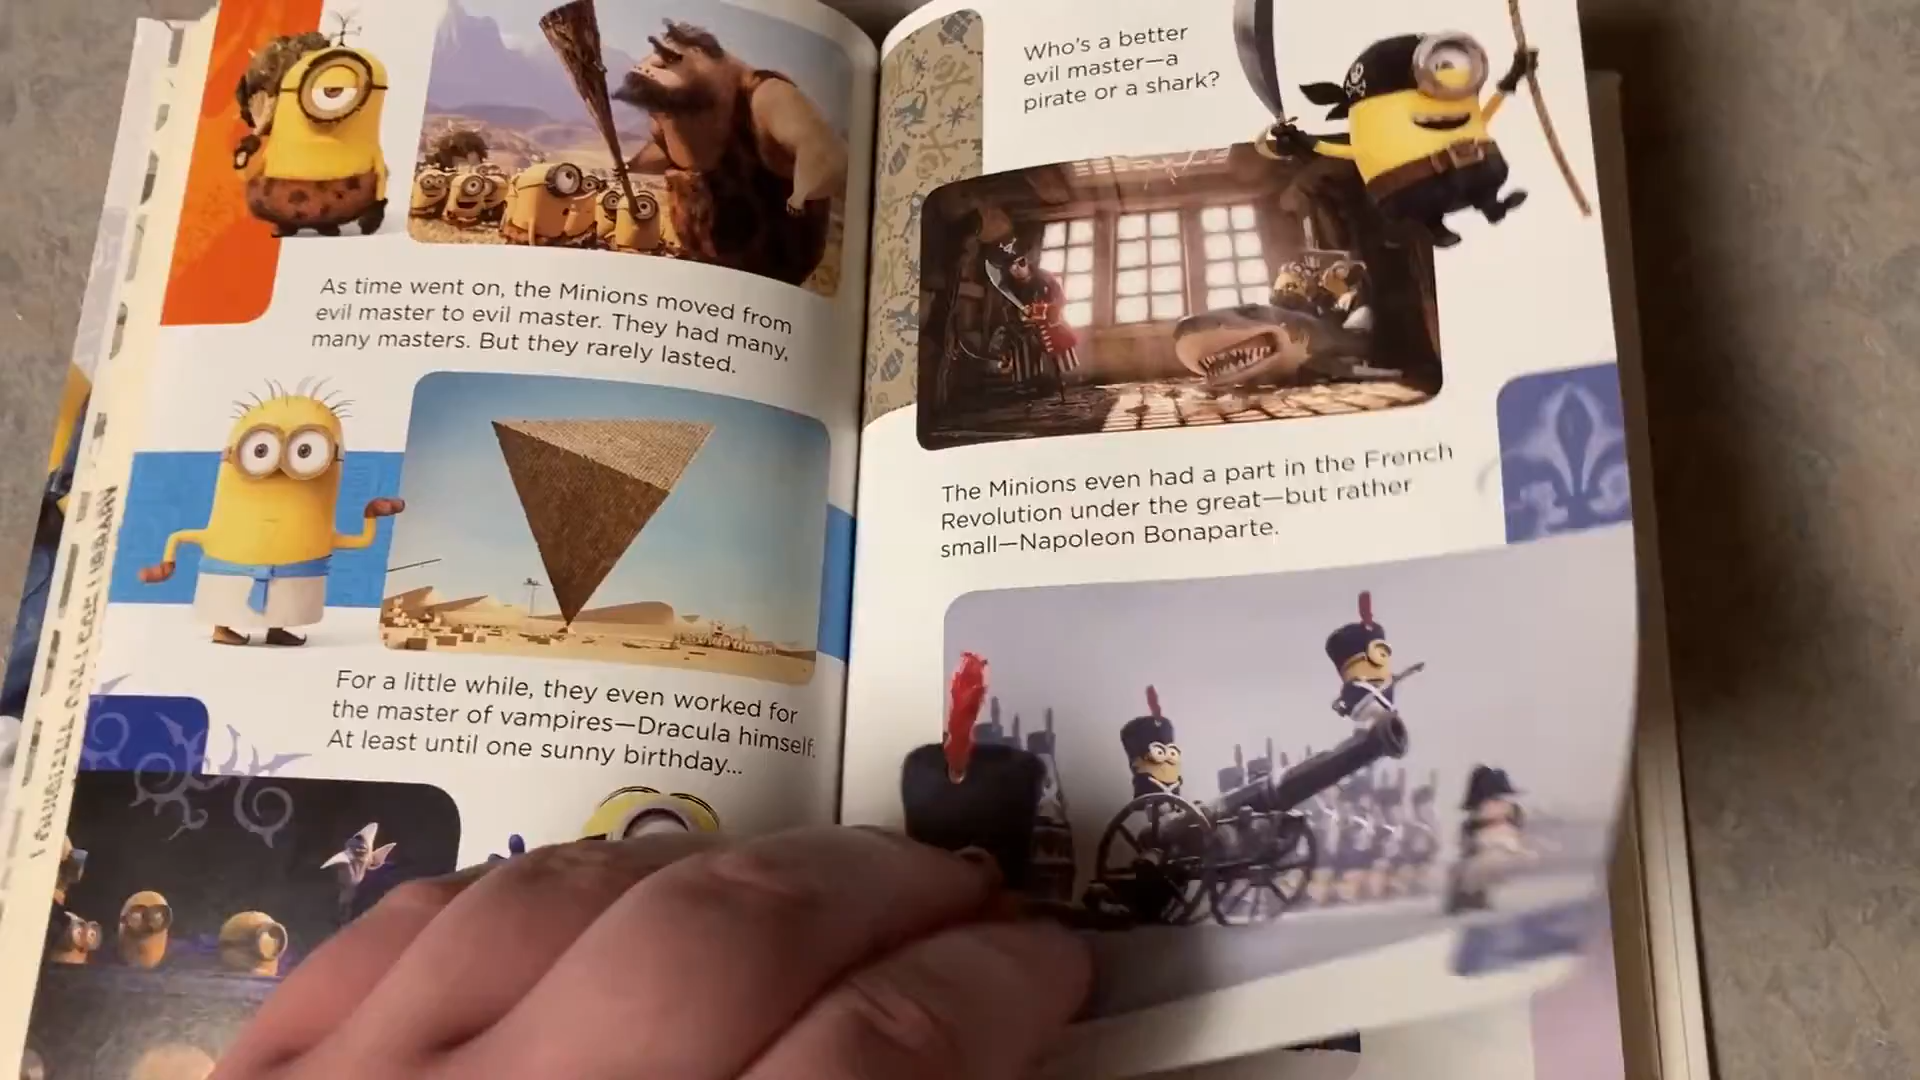 As time went on, the Minions moved from
evil master to evil master. They had many,
many masters. But they rarely lasted.
For a little while, they even worked for
the master of vampires—Dracula himself.
At least until one sunny birthday...
Who's a better
evil master—a
pirate or a shark?
The Minions even had a part in the French
Revolution under the great—but rather
small—Napoleon Bonaparte.